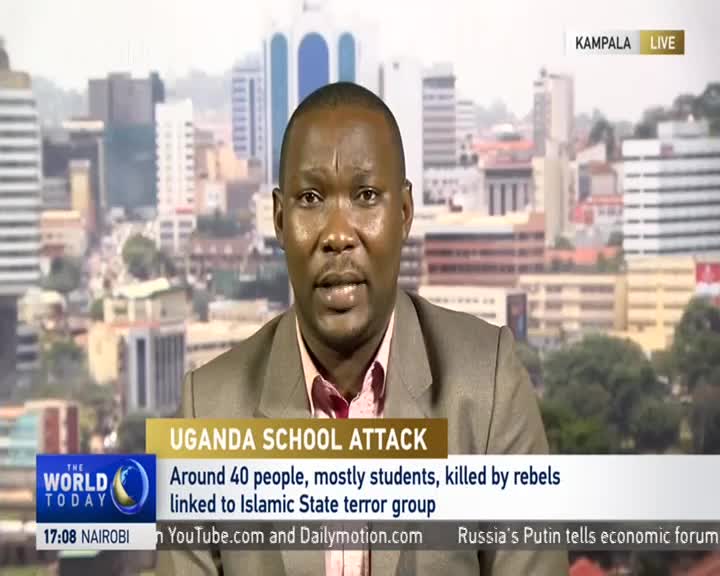 KAMPALA LIVE
UGANDA SCHOOL ATTACK
Around 40 people, mostly students, killed by rebels
linked to Islamic State terror group
THE
WORLD
TODAY
17:08 NAIROBI
YouTube.com and Dailymotion.com Russia's Putin tells economic forum